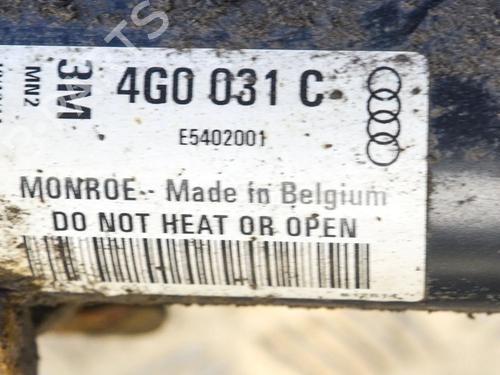 3M
MN2
4G0 031 C
E5402001
MONROE - Made in Belgium
DO NOT HEAT OR OPEN